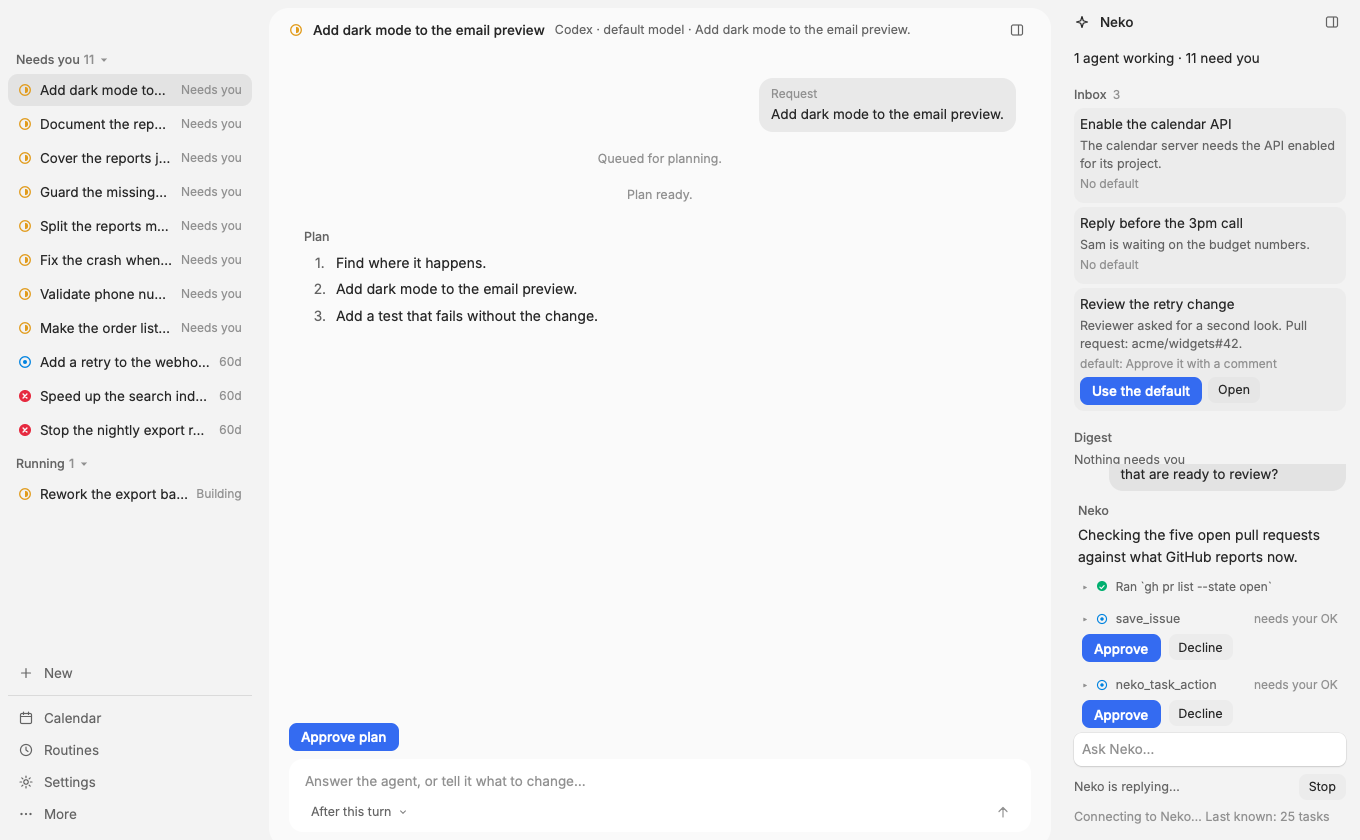 Needs you 11
Add dark mode to... Needs you
Document the rep... Needs you
Cover the reports j... Needs you
Guard the missing... Needs you
Split the reports m... Needs you
Fix the crash when... Needs you
Validate phone nu... Needs you
Make the order list... Needs you
Add a retry to the webho... 60d
Speed up the search ind... 60d
Stop the nightly export r... 60d
Running 1
Rework the export ba... Building
New
Calendar
Routines
Settings
More
Add dark mode to the email preview Codex · default model · Add dark mode to the email preview.
Request
Add dark mode to the email preview.
Queued for planning.
Plan ready.
Plan
1. Find where it happens.
2. Add dark mode to the email preview.
3. Add a test that fails without the change.
Approve plan
Answer the agent, or tell it what to change...
After this turn
Neko
1 agent working · 11 need you
Inbox 3
Enable the calendar API
The calendar server needs the API enabled
for its project.
No default
Reply before the 3pm call
Sam is waiting on the budget numbers.
No default
Review the retry change
Reviewer asked for a second look. Pull
request: acme/widgets#42.
default: Approve it with a comment
Use the default Open
Digest
Nothing needs you
that are ready to review?
Neko
Checking the five open pull requests
against what GitHub reports now.
Ran `gh pr list --state open`
save_issue needs your OK
Approve Decline
neko_task_action needs your OK
Approve Decline
Ask Neko...
Neko is replying... Stop
Connecting to Neko... Last known: 25 tasks